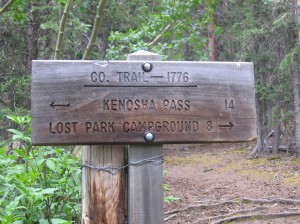 CO. TRAIL—1776
← KENOSHA PASS 14
LOST PARK CAMPGROUND 8 →